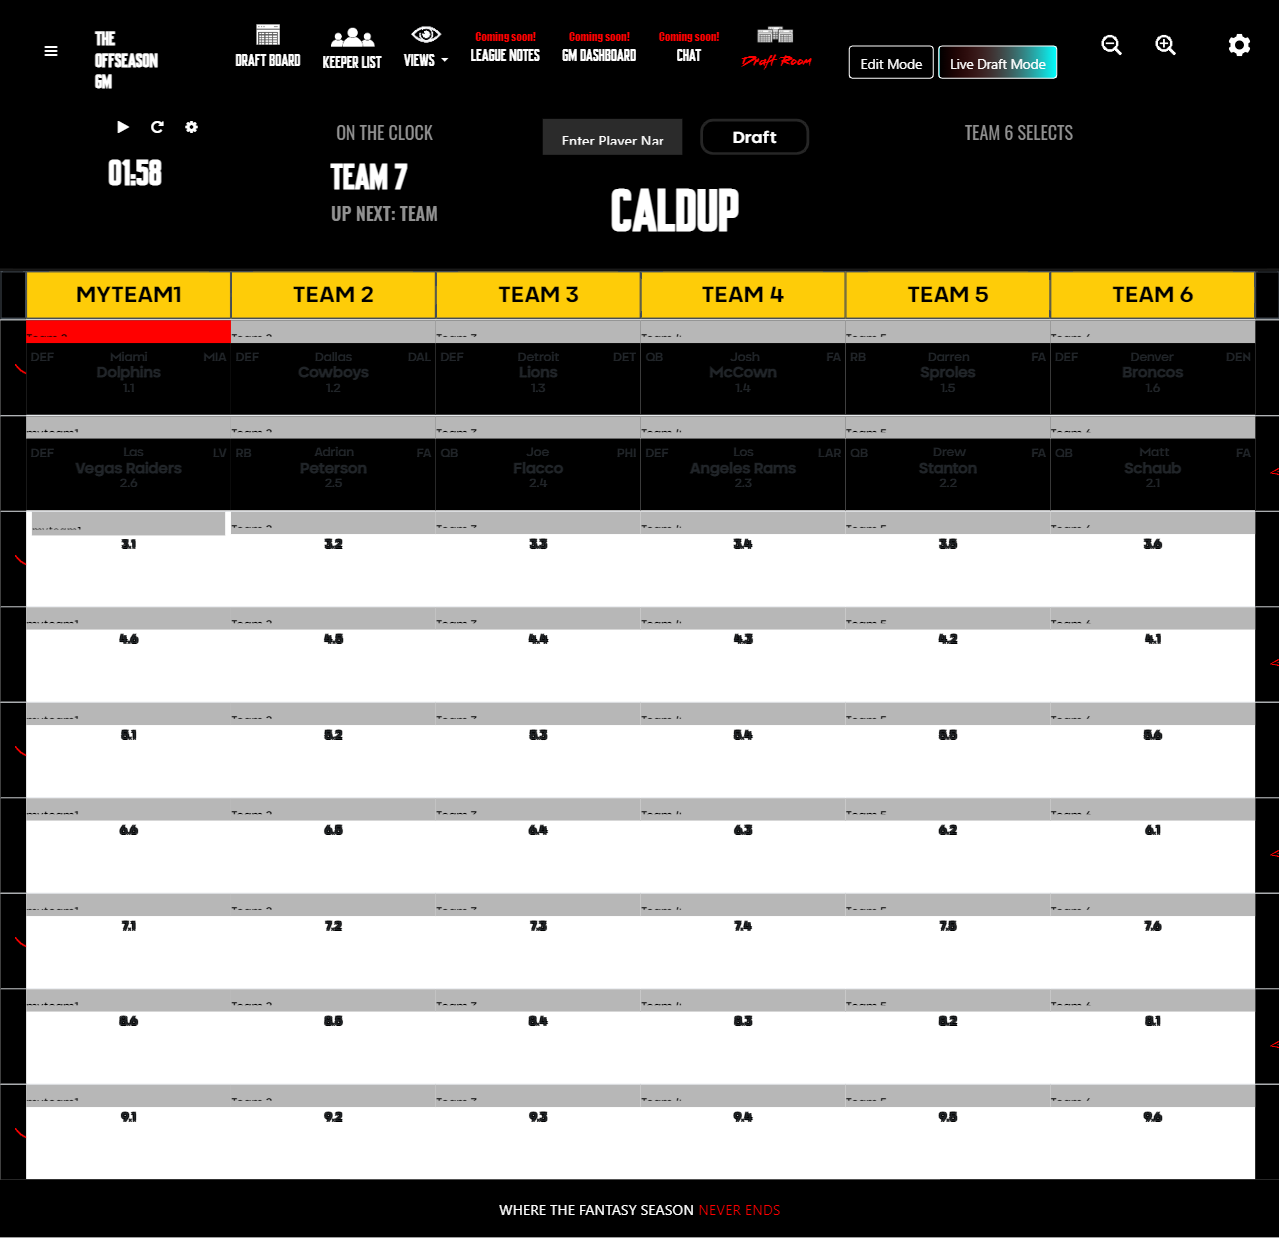 THE
OFFSEASON
GM
DRAFT BOARD
KEEPER LIST
VIEWS
Coming soon!
LEAGUE NOTES
Coming soon!
GM DASHBOARD
Coming soon!
CHAT
Draft Room
Edit Mode
Live Draft Mode
01:58
ON THE CLOCK
TEAM 7
UP NEXT: TEAM
Enter Player Nar
Draft
CALDUP
TEAM 6 SELECTS
MYTEAM1 TEAM 2 TEAM 3 TEAM 4 TEAM 5 TEAM 6
DEF Miami MIA DEF Dallas DAL DEF Detroit DET QB Josh FA RB Darren FA DEF Denver DEN
Dolphins Cowboys Lions McCown Sproles Broncos
1.1 1.2 1.3 1.4 1.5 1.6
DEF Las LV RB Adrian FA QB Joe PHI DEF Los LAR QB Drew FA QB Matt FA
Vegas Raiders Peterson Flacco Angeles Rams Stanton Schaub
2.6 2.5 2.4 2.3 2.2 2.1
3.1 3.2 3.3 3.4 3.5 3.6
4.6 4.5 4.4 4.3 4.2 4.1
5.1 5.2 5.3 5.4 5.5 5.6
6.6 6.5 6.4 6.3 6.2 6.1
7.1 7.2 7.3 7.4 7.5 7.6
8.6 8.5 8.4 8.3 8.2 8.1
9.1 9.2 9.3 9.4 9.5 9.6
WHERE THE FANTASY SEASON NEVER ENDS